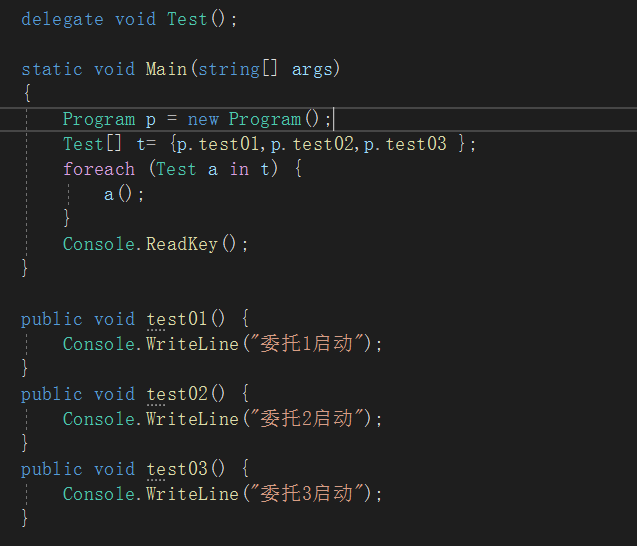 delegate void Test();
static void Main(string[] args)
{
Program p = new Program();
Test[] t= {p.test01,p.test02,p.test03 };
foreach (Test a in t) {
a();
}
Console.ReadKey();
}
public void test01() {
Console.WriteLine("委托1启动");
}
public void test02() {
Console.WriteLine("委托2启动");
}
public void test03() {
Console.WriteLine("委托3启动");
}